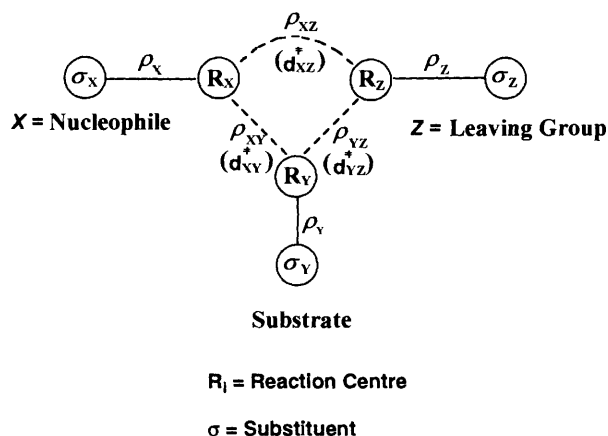 ρXZ
(d‡XZ)
σX ρX RX RZ ρZ σZ
X = Nucleophile
Z = Leaving Group
ρXY
(d‡XY)
ρYZ
(d‡YZ)
RY
ρY
σY
Substrate
Ri = Reaction Centre
σ = Substituent